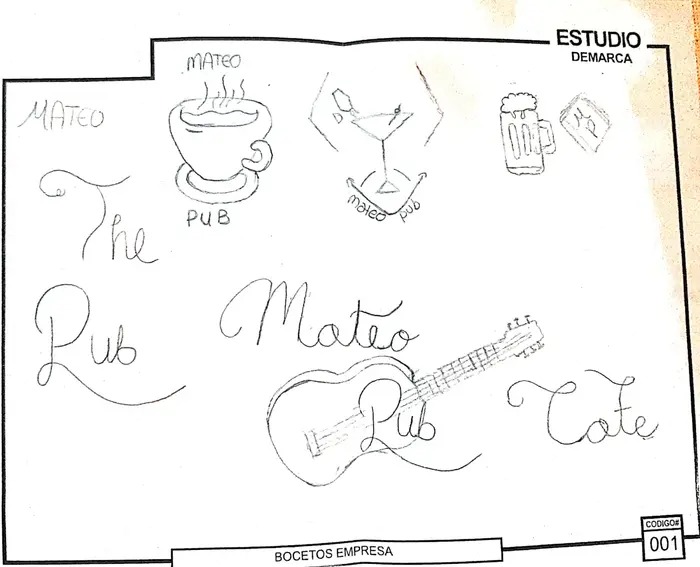 ESTUDIO
DEMARCA
MATEO
MATEO
PUB
mateo pub
M
P
The
Pub
Mateo
Pub
Cafe
BOCETOS EMPRESA
CODIGO#
001